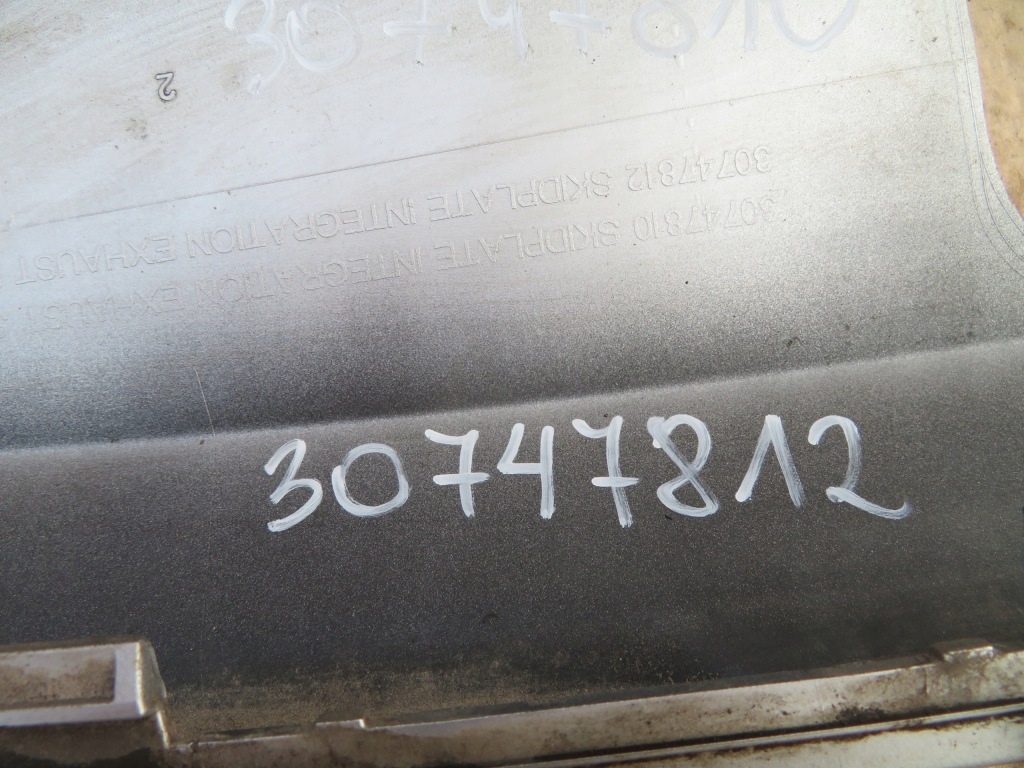 30747810
2
30747812 SKIDPLATE INTEGRATION EXHAUST
30747810 SKIDPLATE INTEGRATION EXHAUST
30747812